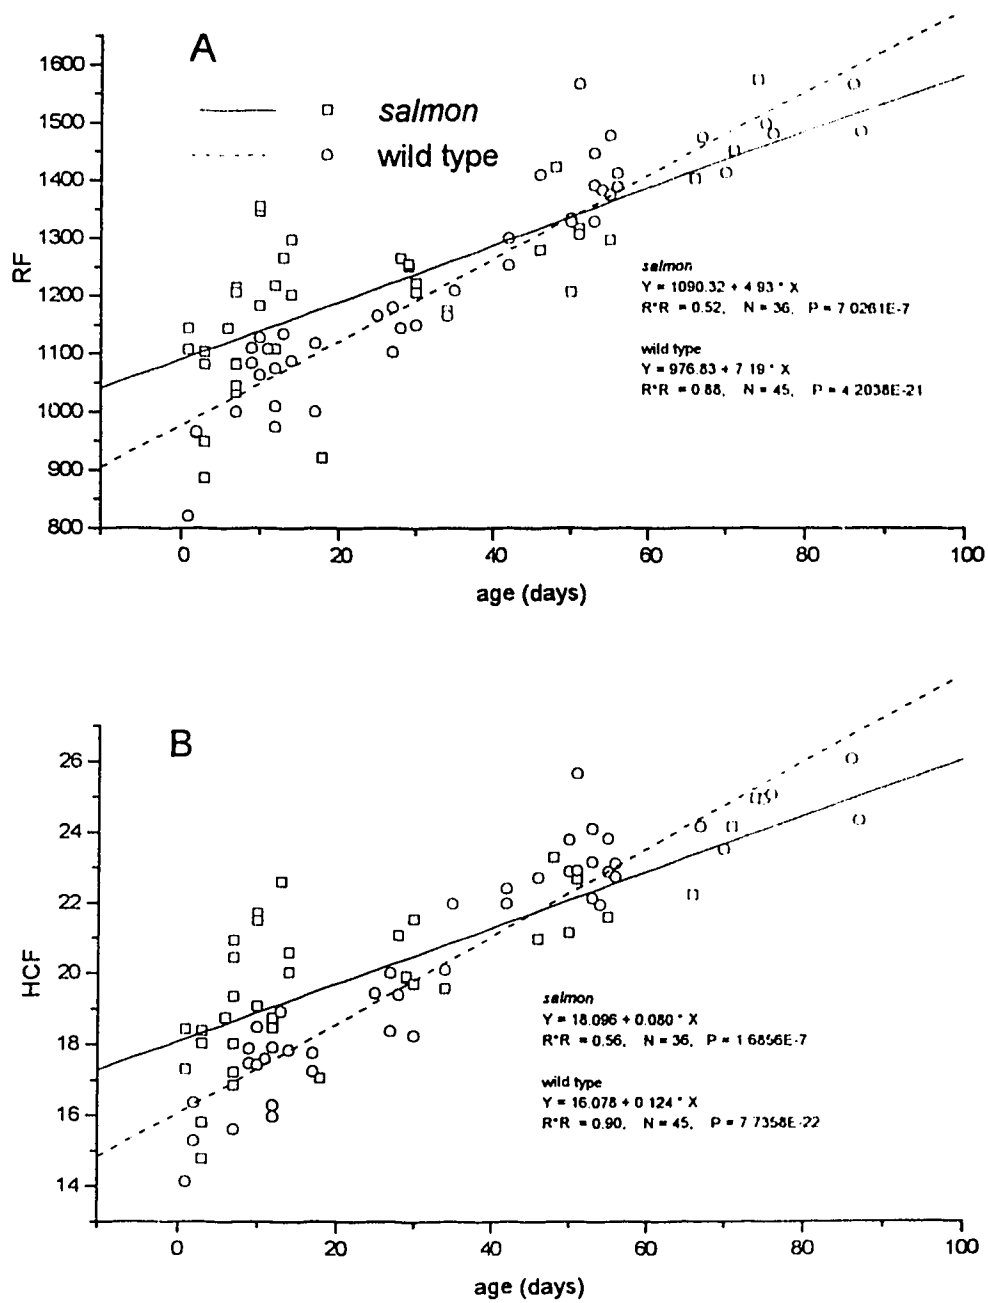 A
1600
1500
1400
1300
1200
1100
1000
900
800
RF
salmon
wild type
salmon
Y = 1090.32 + 4.93 * X
R*R = 0.52, N = 36, P = 7.0261E-7
wild type
Y = 976.83 + 7.19 * X
R*R = 0.88, N = 45, P = 4.2038E-21
0 20 40 60 80 100
age (days)
B
26
24
22
20
18
16
14
HCF
salmon
Y = 18.096 + 0.080 * X
R*R = 0.56, N = 36, P = 1.6856E-7
wild type
Y = 16.078 + 0.124 * X
R*R = 0.90, N = 45, P = 7.7358E-22
0 20 40 60 80 100
age (days)